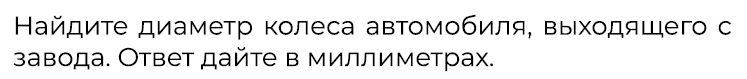 Найдите диаметр колеса автомобиля, выходящего с
завода. Ответ дайте в миллиметрах.